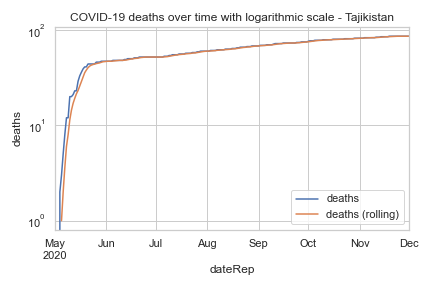 COVID-19 deaths over time with logarithmic scale - Tajikistan
deaths
10²
10¹
10⁰
deaths
deaths (rolling)
May Jun Jul Aug Sep Oct Nov Dec
2020
dateRep